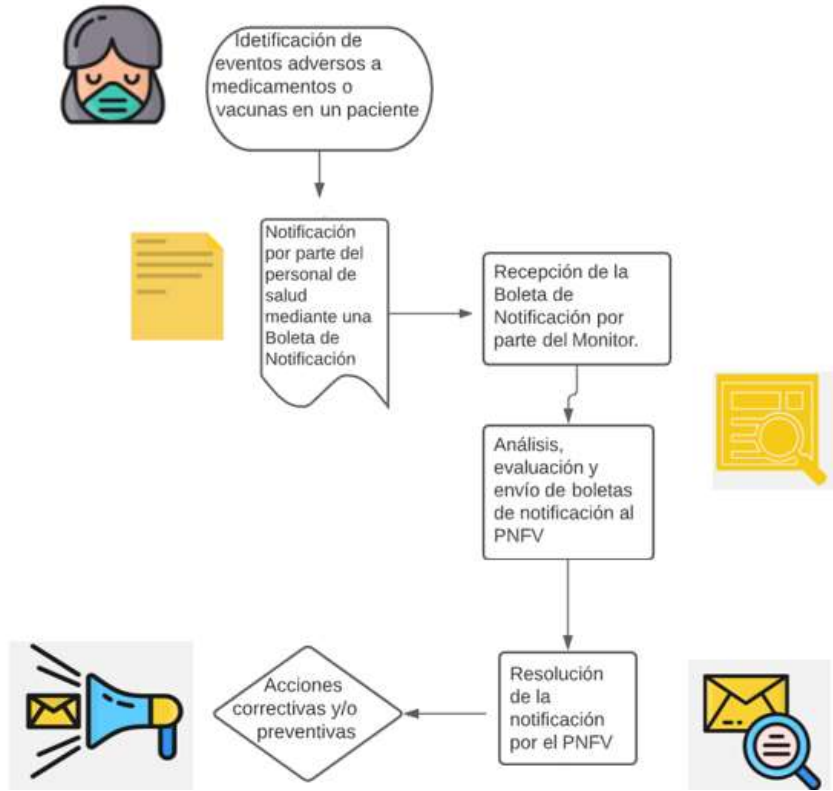 Idetificación de
eventos adversos a
medicamentos o
vacunas en un paciente
Notificación
por parte del
personal de
salud
mediante una
Boleta de
Notificación
Recepción de la
Boleta de
Notificación por
parte del Monitor.
Análisis,
evaluación y
envío de boletas
de notificación al
PNFV
Resolución
de la
notificación
por el PNFV
Acciones
correctivas y/o
preventivas